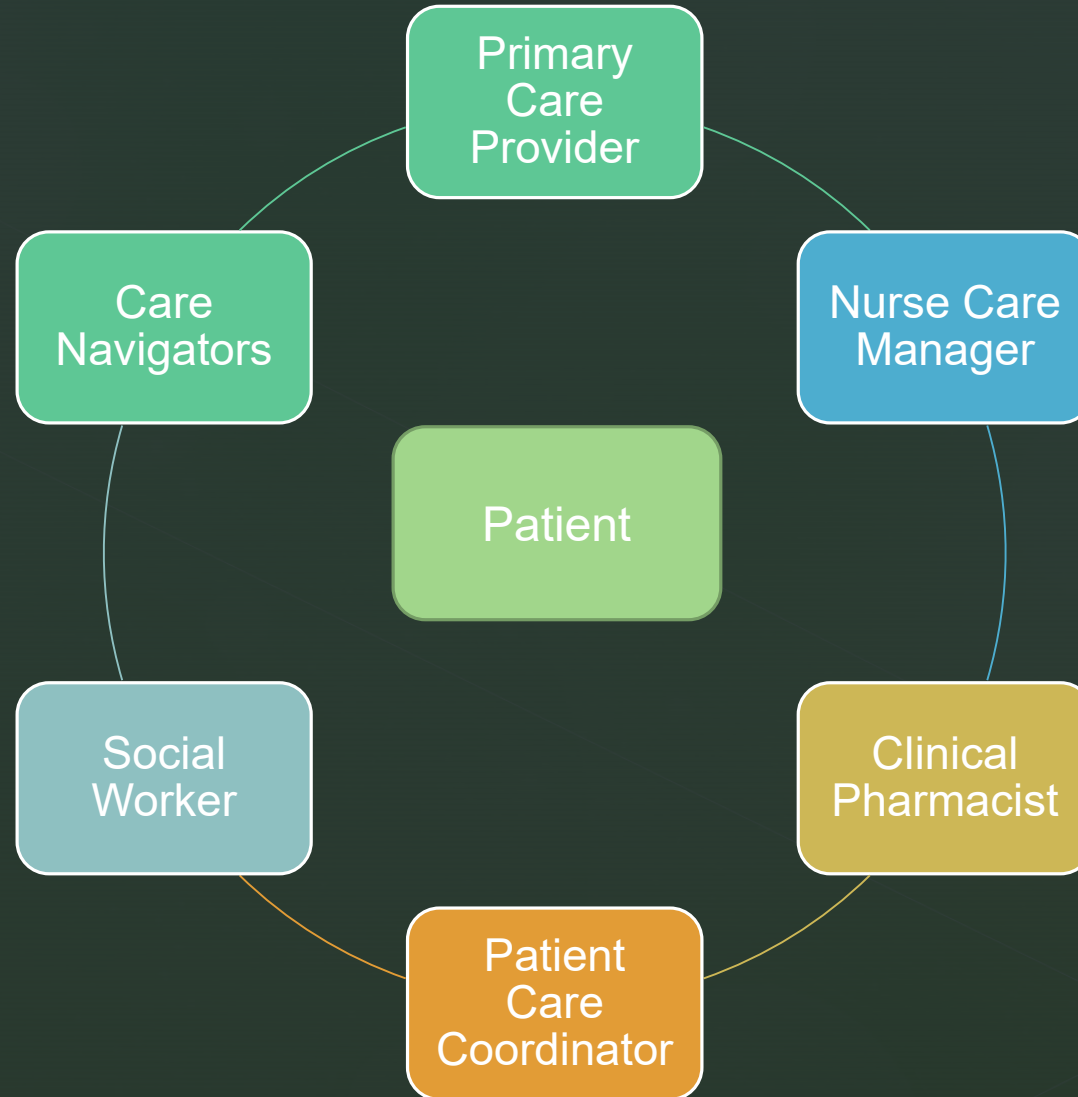 Primary
Care
Provider
Care
Navigators
Nurse Care
Manager
Patient
Social
Worker
Clinical
Pharmacist
Patient
Care
Coordinator